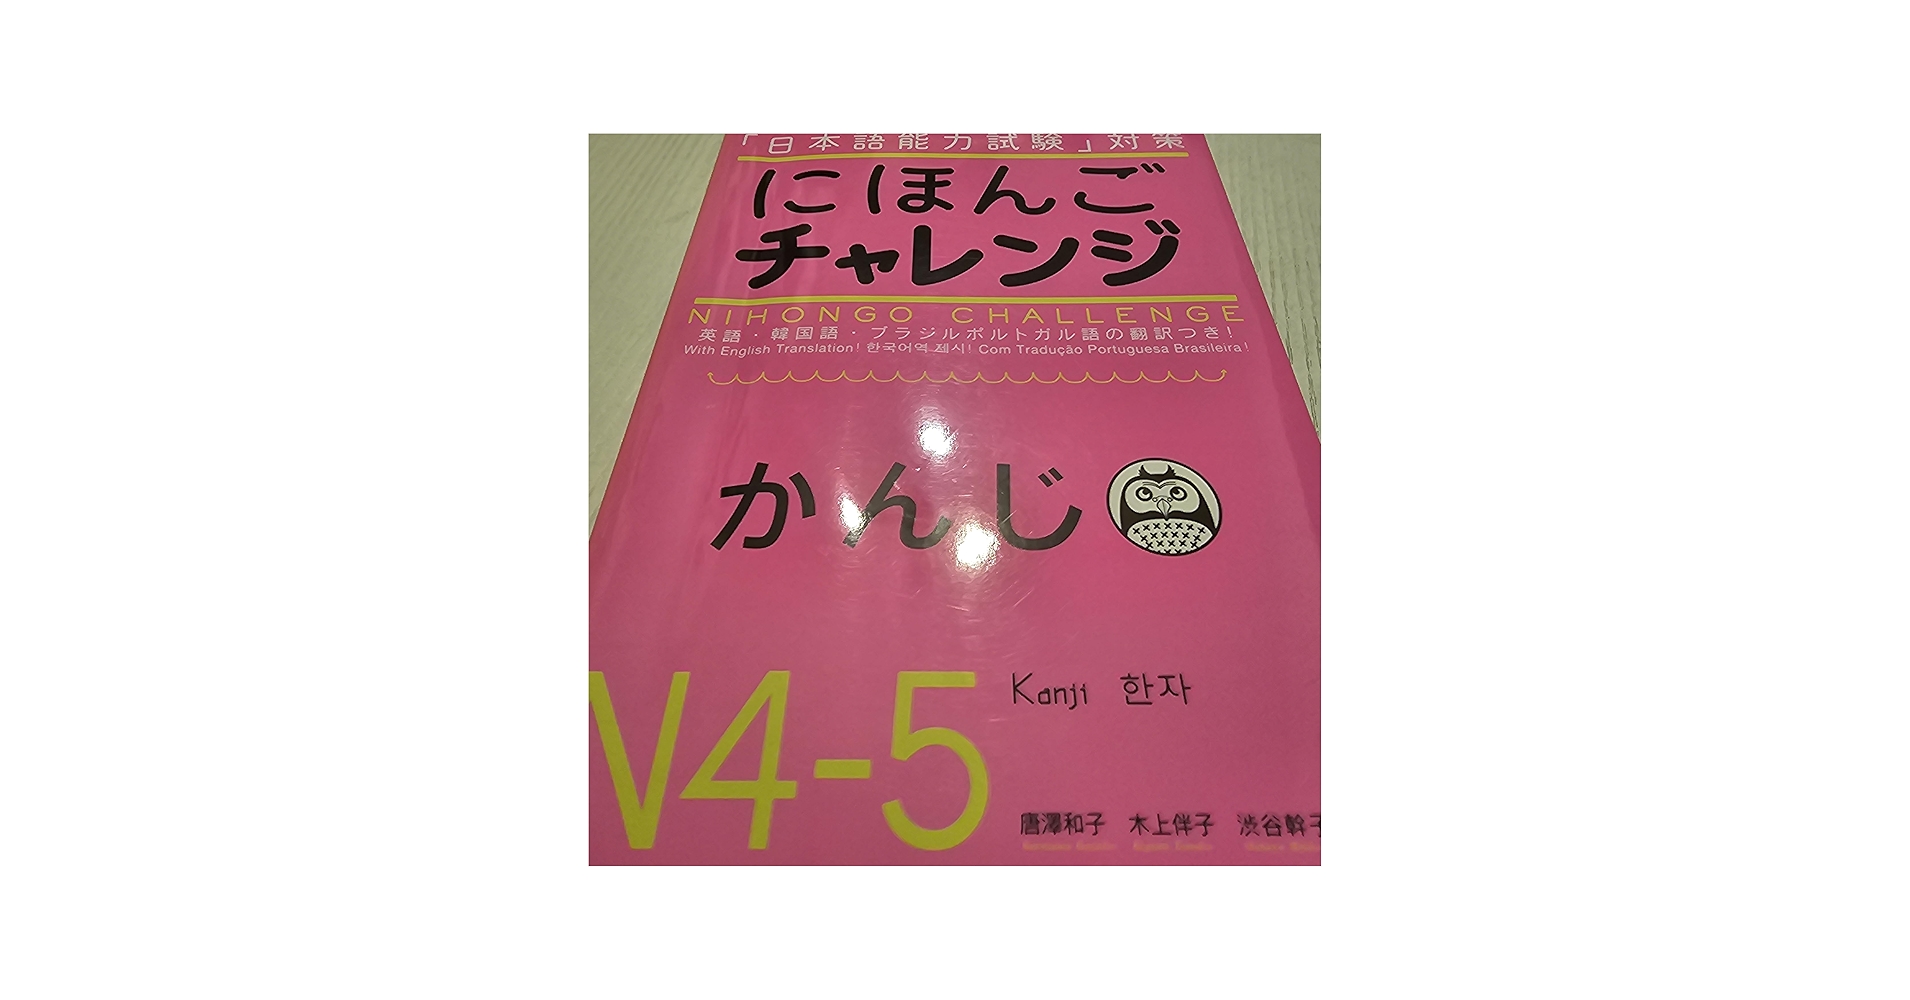 「日本語能力試験」対策
にほんご
チャレンジ
NIHONGO CHALLENGE
英語・韓国語・ブラジルポルトガル語の翻訳つき!
With English Translation! 한국어역 제시! Com Tradução Portuguesa Brasileira!
かんじ
Kanji 한자
4-5
唐澤和子 木上伴子 渋谷幹子